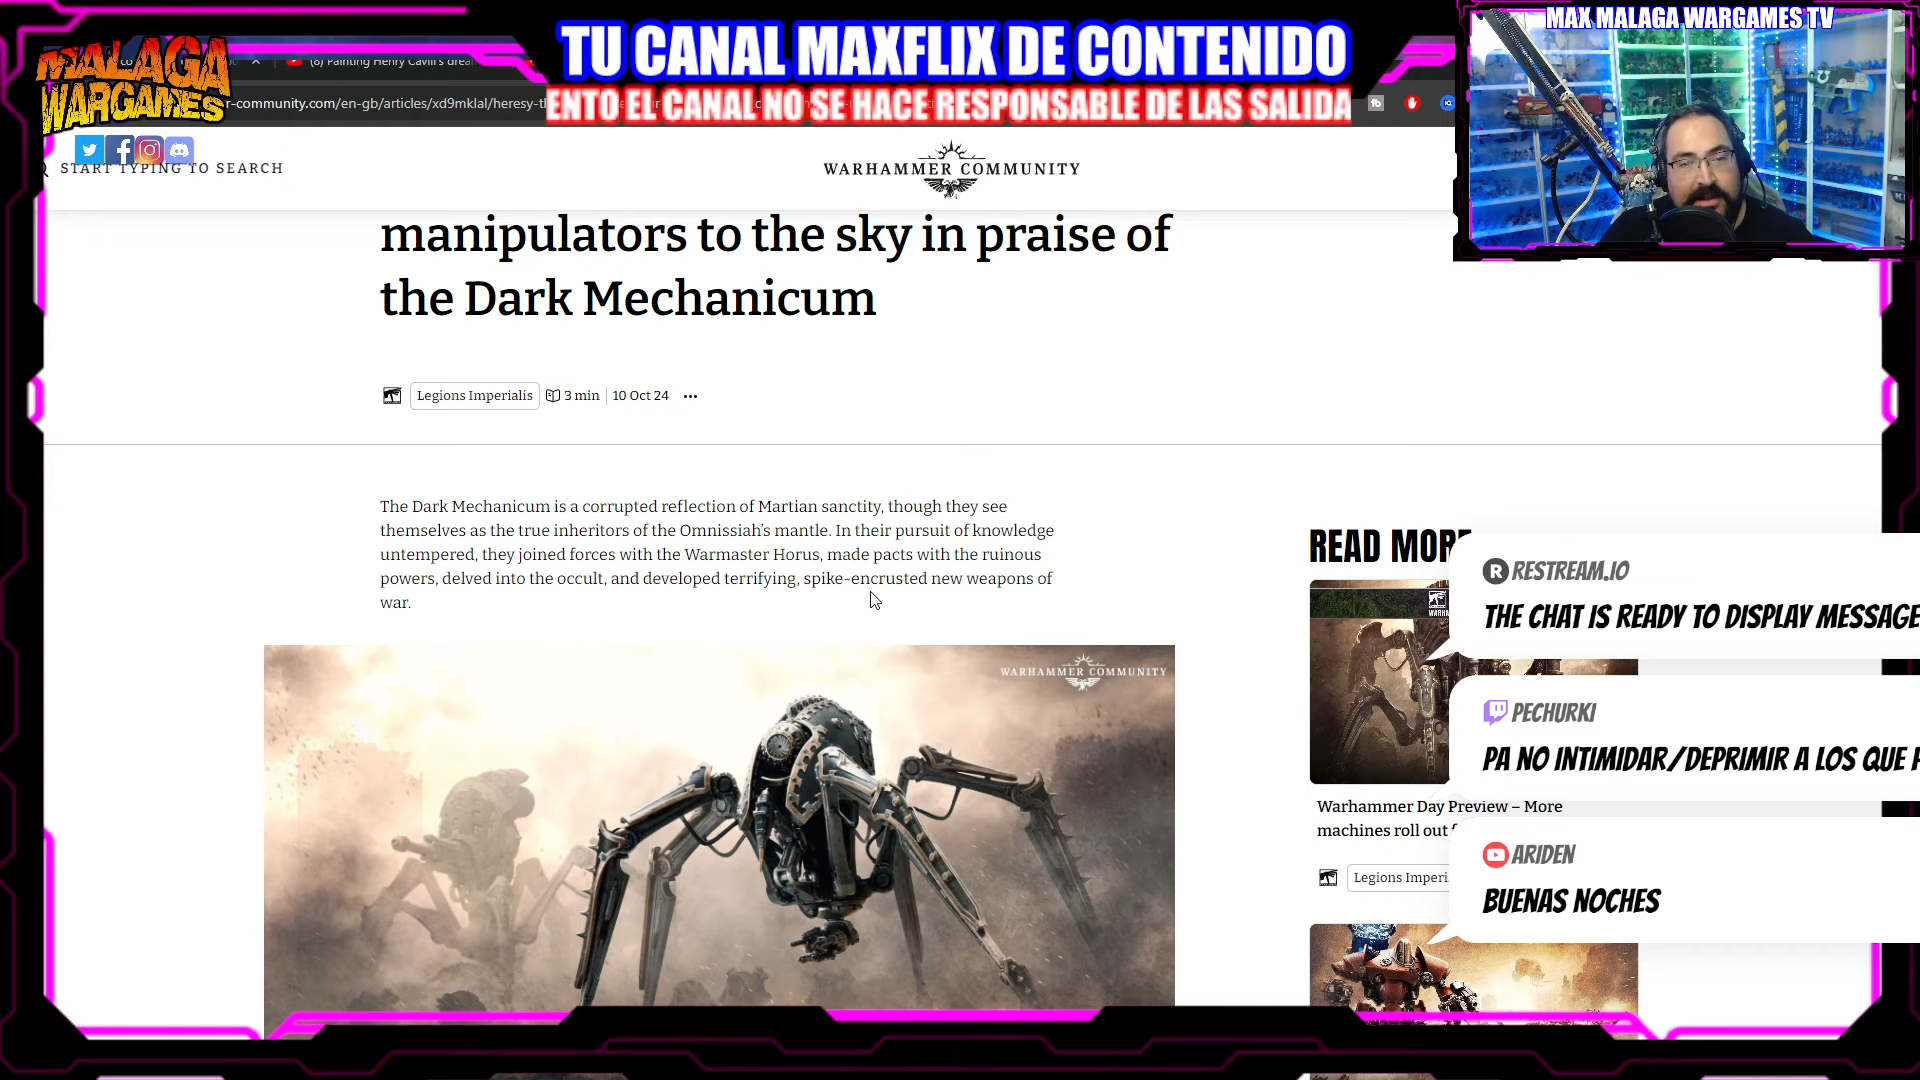 MALAGA
WARGAMES
TU CANAL MAXFLIX DE CONTENIDO
ENTO EL CANAL NO SE HACE RESPONSABLE DE LAS SALIDA
MAX MALAGA WARGAMES TV
(8) Painting Henry Cavill's drea
r-community.com/en-gb/articles/xd9mklal/heresy-th
START TYPING TO SEARCH
WARHAMMER COMMUNITY
manipulators to the sky in praise of
the Dark Mechanicum
Legions Imperialis 3 min 10 Oct 24 •••
The Dark Mechanicum is a corrupted reflection of Martian sanctity, though they see
themselves as the true inheritors of the Omnissiah's mantle. In their pursuit of knowledge
untempered, they joined forces with the Warmaster Horus, made pacts with the ruinous
powers, delved into the occult, and developed terrifying, spike-encrusted new weapons of
war.
WARHAMMER COMMUNITY
READ MORE
Warhammer Day Preview – More
machines roll out f
Legions Imperi
RESTREAM.IO
THE CHAT IS READY TO DISPLAY MESSAGE
PECHURKI
PA NO INTIMIDAR/DEPRIMIR A LOS QUE
ARIDEN
BUENAS NOCHES